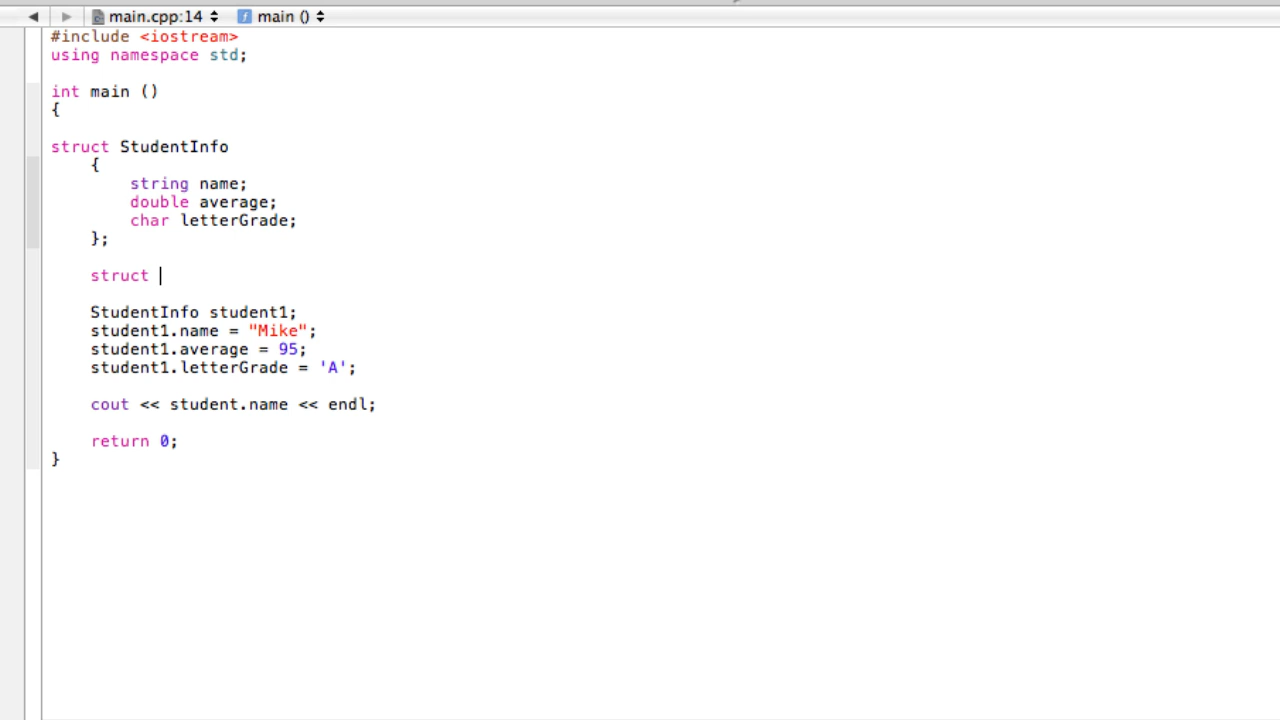 main.cpp:14 main ()
#include <iostream>
using namespace std;
int main ()
{
struct StudentInfo
{
string name;
double average;
char letterGrade;
};
struct
StudentInfo student1;
student1.name = "Mike";
student1.average = 95;
student1.letterGrade = 'A';
cout << student.name << endl;
return 0;
}